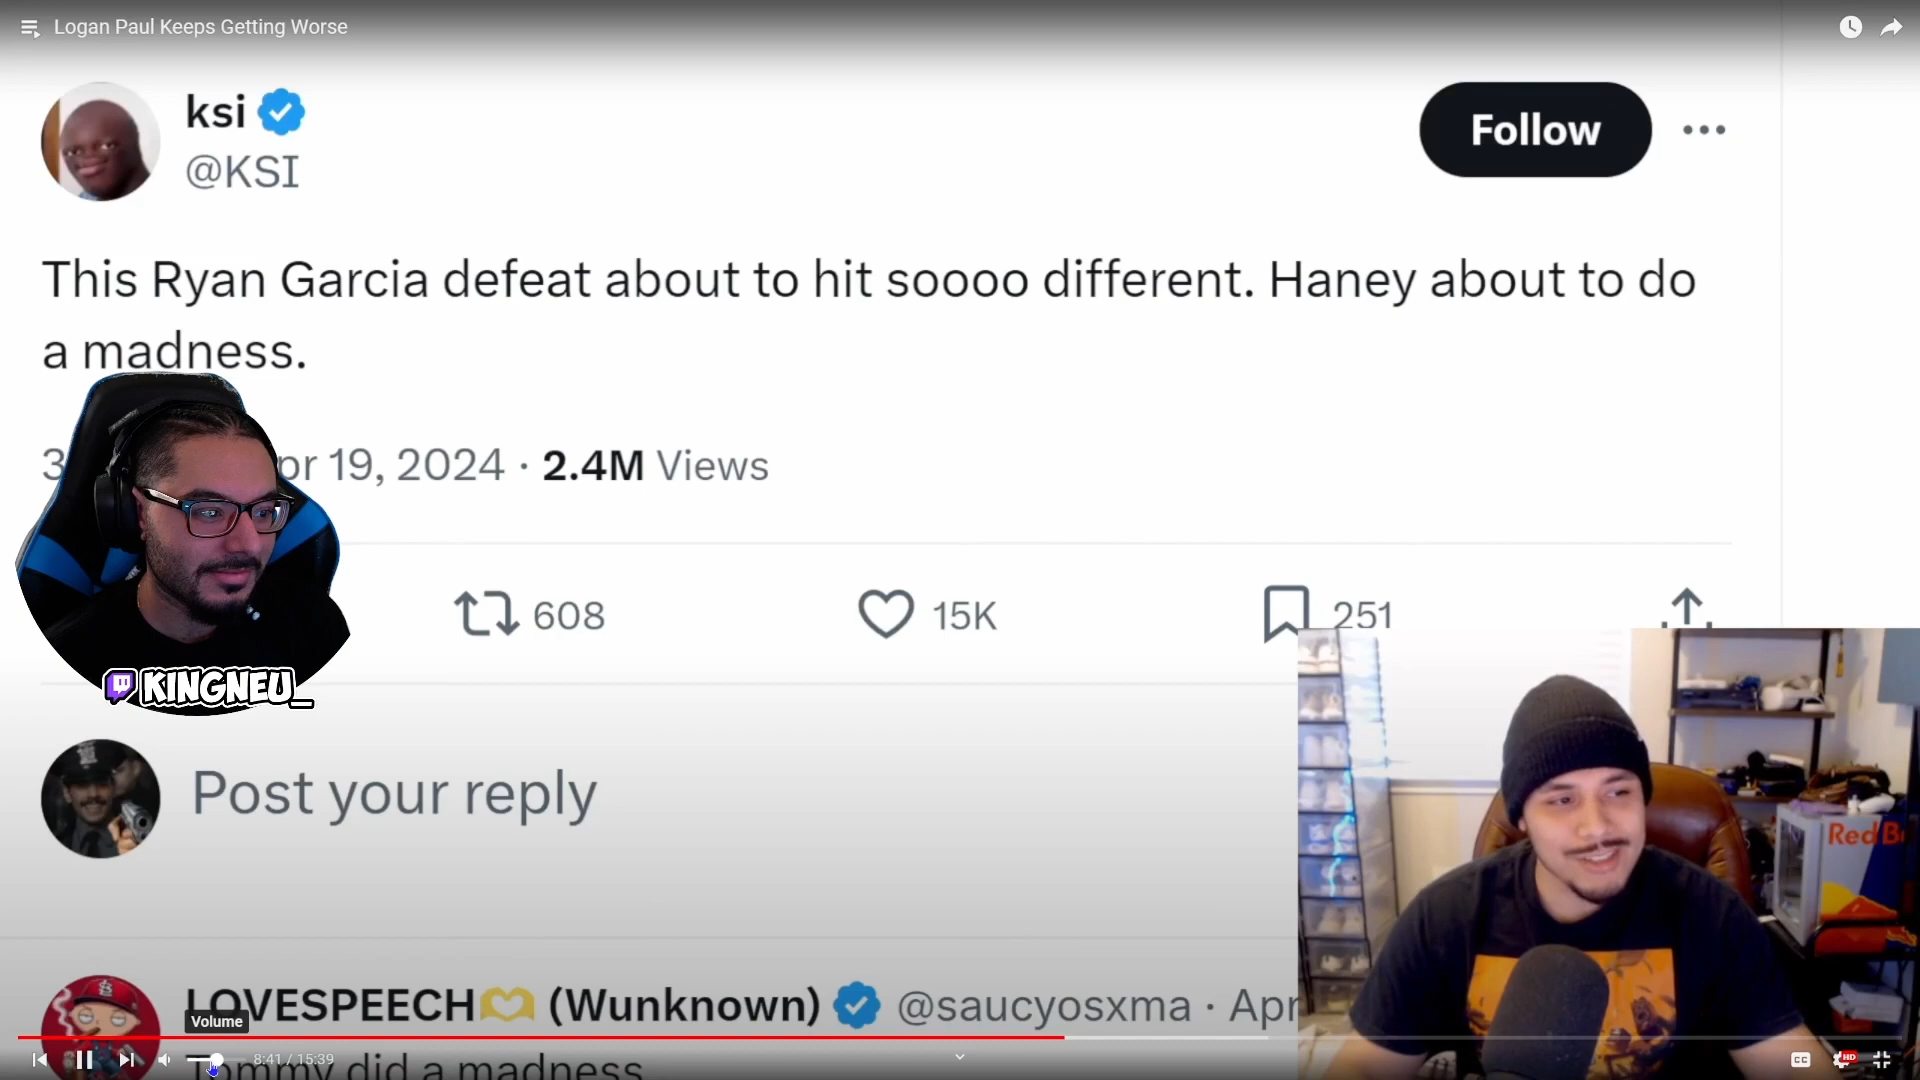 Logan Paul Keeps Getting Worse
ksi
@KSI
Follow
This Ryan Garcia defeat about to hit soooo different. Haney about to do
a madness.
19, 2024 · 2.4M Views
608
15K
251
KINGNEU_
Post your reply
Red B
LOVESPEECH (Wunknown) @saucyosxma · Apr
Volume
8:41 / 15:39
Tommy did a madness
CC
HD